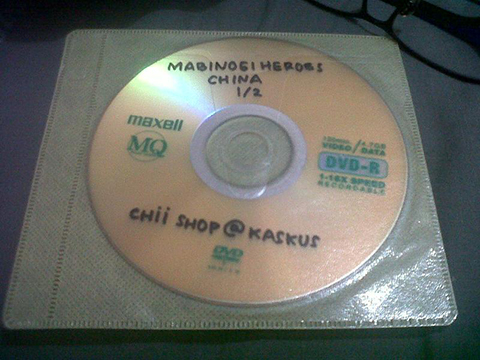 MABINOGI HEROES
CHINA
1/2
maxell
MQ
120min. / 4.7GB
VIDEO/DATA
DVD-R
1-16X SPEED
RECORDABLE
CHii SHOP @ KASKUS
DVD